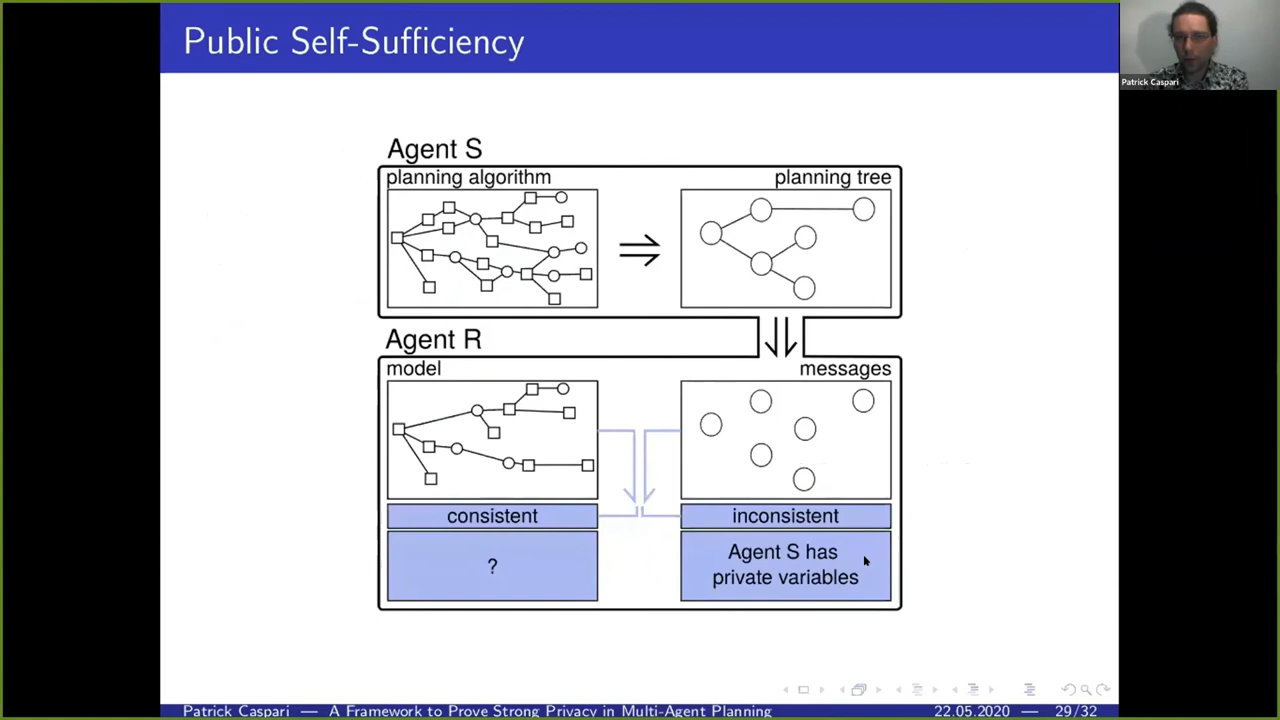 Public Self-Sufficiency
Patrick Caspari
Agent S
planning algorithm
planning tree
Agent R
model
messages
consistent
inconsistent
?
Agent S has
private variables
Patrick Caspari — A Framework to Prove Strong Privacy in Multi-Agent Planning
22.05.2020 — 29/32